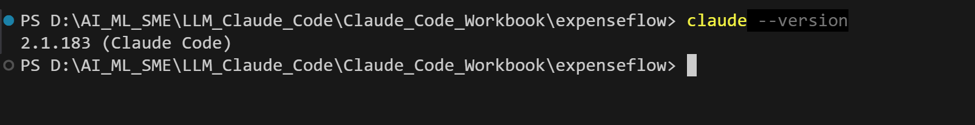 PS D:\AI_ML_SME\LLM_Claude_Code\Claude_Code_Workbook\expenseflow> claude --version
2.1.183 (Claude Code)
PS D:\AI_ML_SME\LLM_Claude_Code\Claude_Code_Workbook\expenseflow>